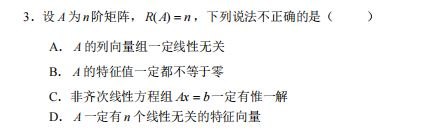 3．设 A 为 n 阶矩阵，R(A) = n，下列说法不正确的是（　　）
A．A 的列向量组一定线性无关
B．A 的特征值一定都不等于零
C．非齐次线性方程组 Ax = b 一定有惟一解
D．A 一定有 n 个线性无关的特征向量